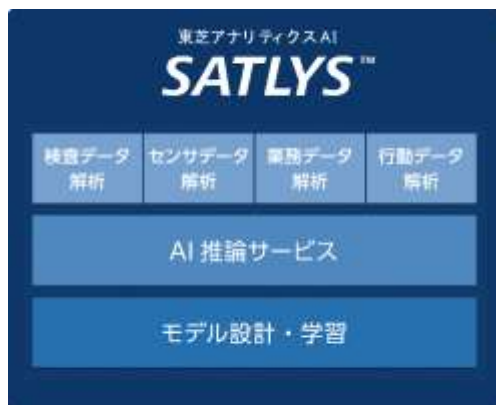 東芝アナリティクスAI
SATLYS™
検査データ
解析
センサデータ
解析
業務データ
解析
行動データ
解析
AI 推論サービス
モデル設計・学習